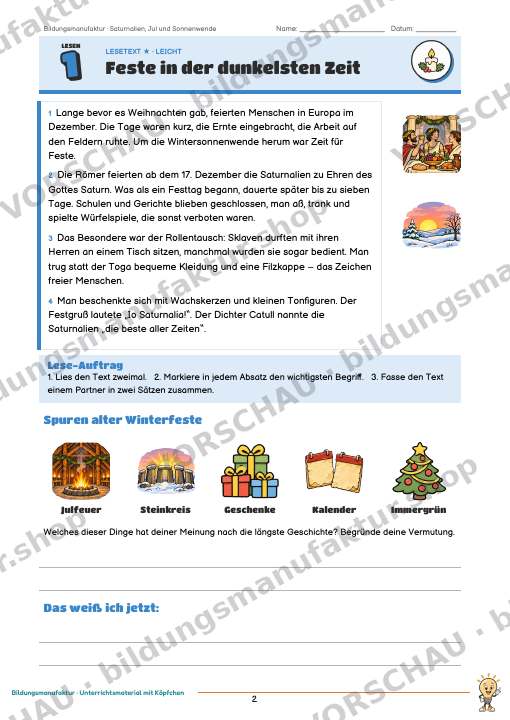 Bildungsmanufaktur · Saturnalien, Jul und Sonnenwende Name: Datum:
LESEN
1
LESETEXT ★ · LEICHT
Feste in der dunkelsten Zeit
1 Lange bevor es Weihnachten gab, feierten Menschen in Europa im
Dezember. Die Tage waren kurz, die Ernte eingebracht, die Arbeit auf
den Feldern ruhte. Um die Wintersonnenwende herum war Zeit für
Feste.
2 Die Römer feierten ab dem 17. Dezember die Saturnalien zu Ehren des
Gottes Saturn. Was als ein Festtag begann, dauerte später bis zu sieben
Tage. Schulen und Gerichte blieben geschlossen, man aß, trank und
spielte Würfelspiele, die sonst verboten waren.
3 Das Besondere war der Rollentausch: Sklaven durften mit ihren
Herren an einem Tisch sitzen, manchmal wurden sie sogar bedient. Man
trug statt der Toga bequeme Kleidung und eine Filzkappe – das Zeichen
freier Menschen.
4 Man beschenkte sich mit Wachskerzen und kleinen Tonfiguren. Der
Festgruß lautete „Io Saturnalia!“. Der Dichter Catull nannte die
Saturnalien „die beste aller Zeiten“.
Lese-Auftrag
1. Lies den Text zweimal. 2. Markiere in jedem Absatz den wichtigsten Begriff. 3. Fasse den Text
einem Partner in zwei Sätzen zusammen.
Spuren alter Winterfeste
Julfeuer Steinkreis Geschenke Kalender Immergrün
Welches dieser Dinge hat deiner Meinung nach die längste Geschichte? Begründe deine Vermutung.
Das weiß ich jetzt:
Bildungsmanufaktur · Unterrichtsmaterial mit Köpfchen
2
VORSCHAU · bildungsmanufaktur.shop